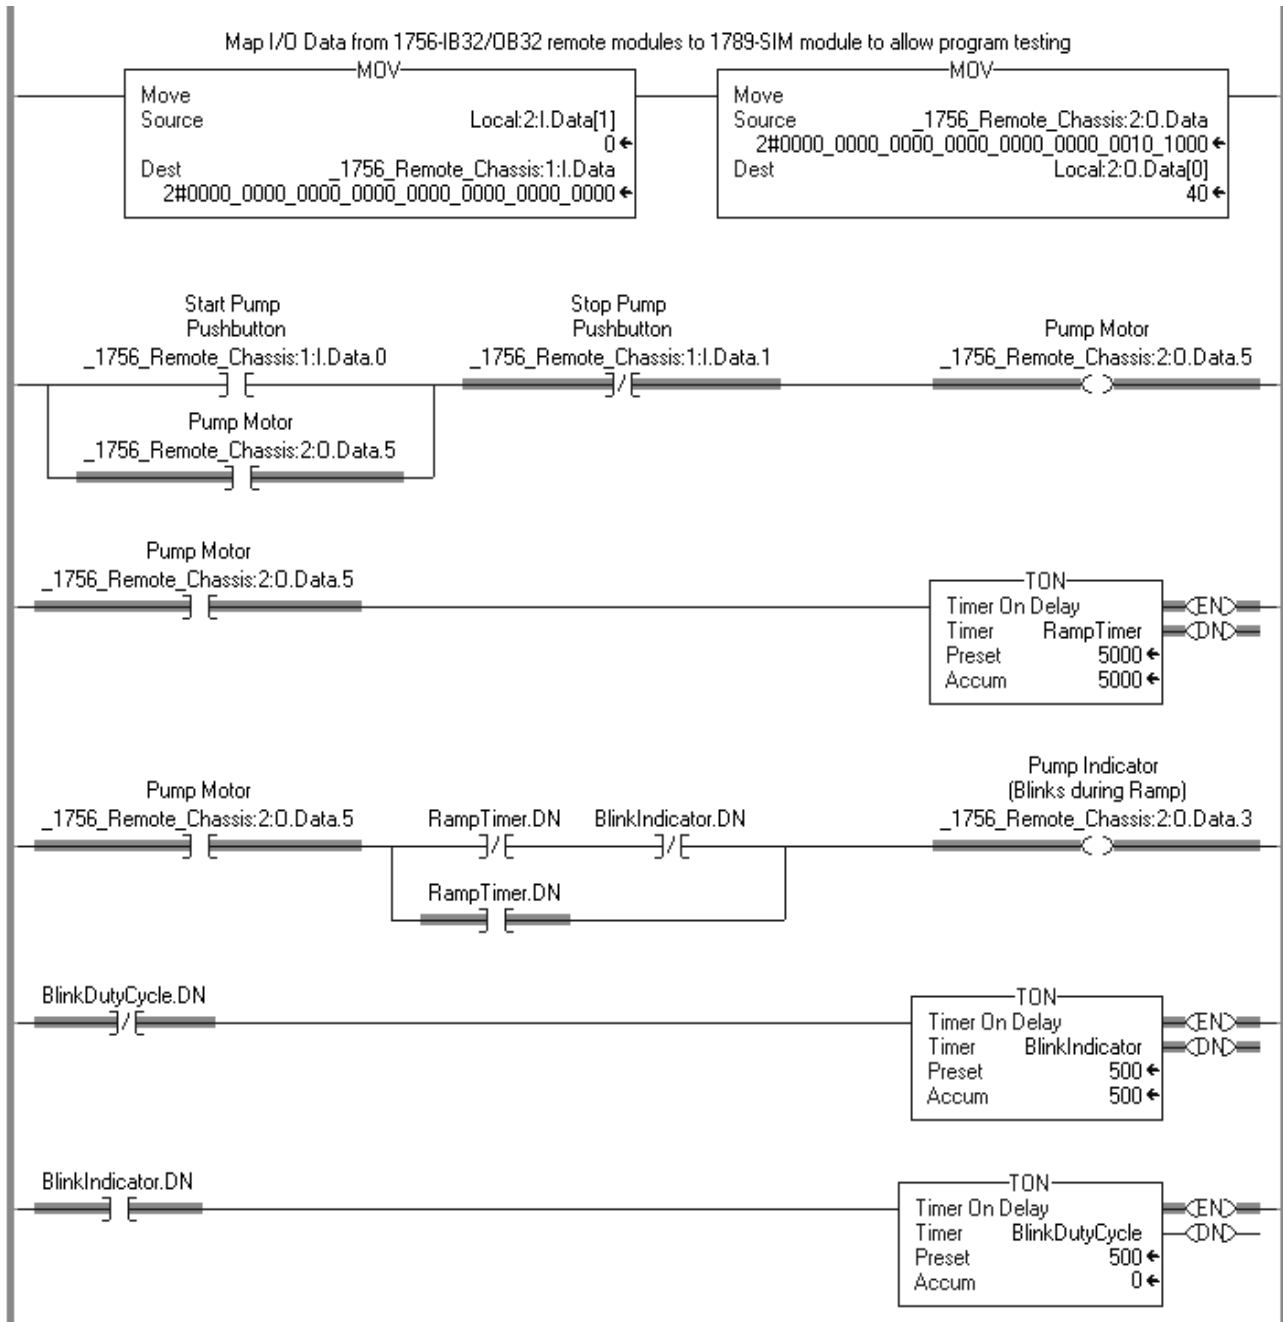 Map I/O Data from 1756-IB32/OB32 remote modules to 1789-SIM module to allow program testing
MOV
Move
Source Local:2:I.Data[1]
0
Dest _1756_Remote_Chassis:1:I.Data
2#0000_0000_0000_0000_0000_0000_0000_0000
MOV
Move
Source _1756_Remote_Chassis:2:O.Data
2#0000_0000_0000_0000_0000_0000_0010_1000
Dest Local:2:O.Data[0]
40
Start Pump
Pushbutton
_1756_Remote_Chassis:1:I.Data.0
Stop Pump
Pushbutton
_1756_Remote_Chassis:1:I.Data.1
Pump Motor
_1756_Remote_Chassis:2:O.Data.5
Pump Motor
_1756_Remote_Chassis:2:O.Data.5
Pump Motor
_1756_Remote_Chassis:2:O.Data.5
TON
Timer On Delay EN
Timer RampTimer DN
Preset 5000
Accum 5000
Pump Motor
_1756_Remote_Chassis:2:O.Data.5
RampTimer.DN BlinkIndicator.DN
Pump Indicator
(Blinks during Ramp)
_1756_Remote_Chassis:2:O.Data.3
RampTimer.DN
BlinkDutyCycle.DN
TON
Timer On Delay EN
Timer BlinkIndicator DN
Preset 500
Accum 500
BlinkIndicator.DN
TON
Timer On Delay EN
Timer BlinkDutyCycle DN
Preset 500
Accum 0